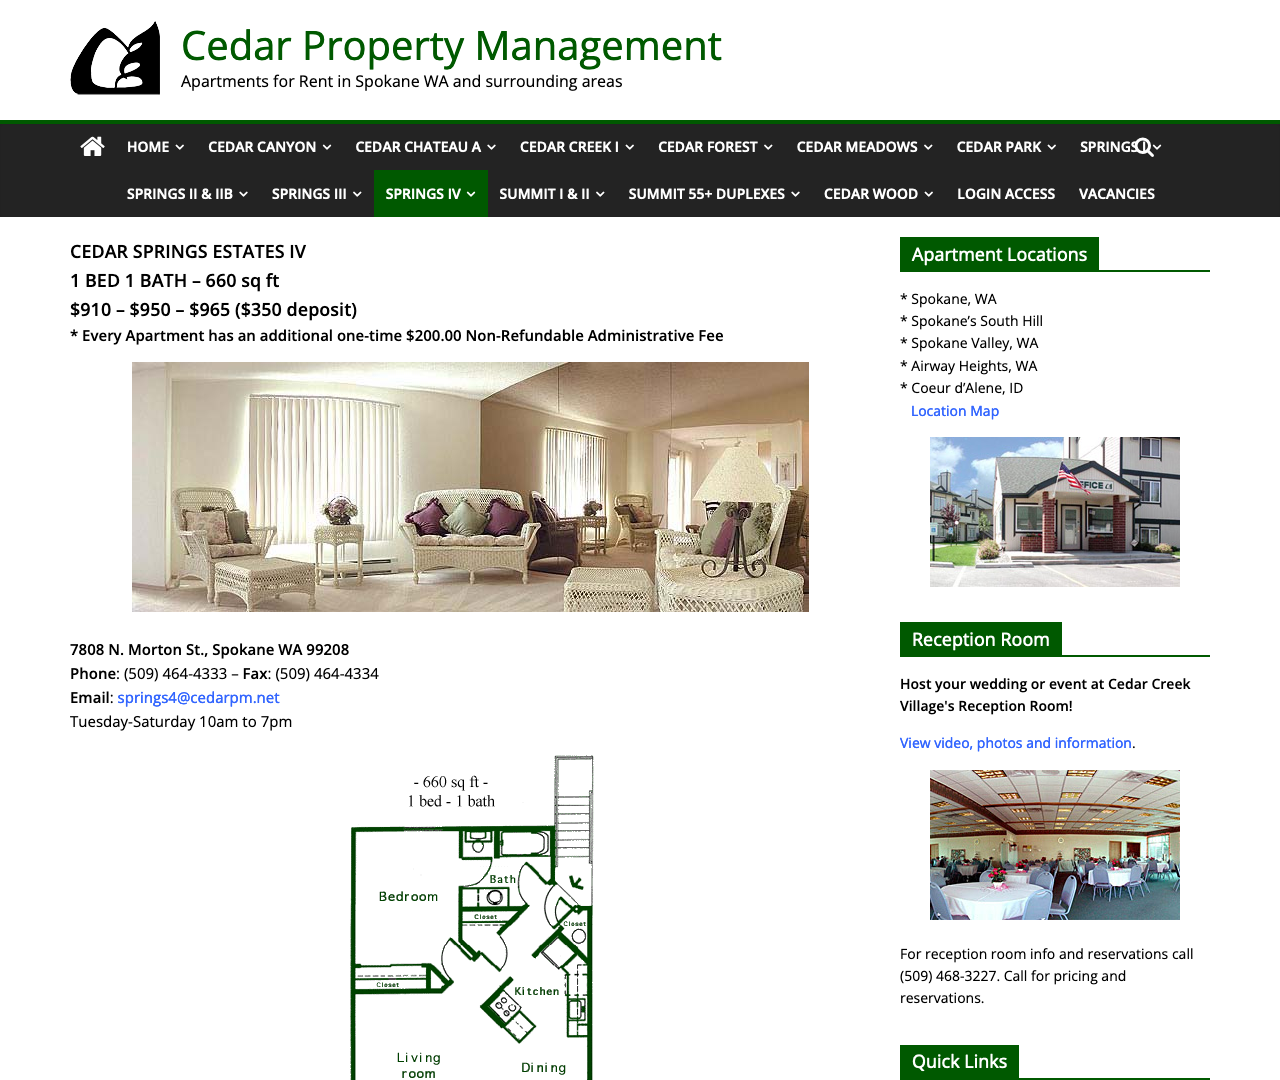 Cedar Property Management
Apartments for Rent in Spokane WA and surrounding areas
HOME
CEDAR CANYON
CEDAR CHATEAU A
CEDAR CREEK I
CEDAR FOREST
CEDAR MEADOWS
CEDAR PARK
SPRINGS I
SPRINGS II & IIB
SPRINGS III
SPRINGS IV
SUMMIT I & II
SUMMIT 55+ DUPLEXES
CEDAR WOOD
LOGIN ACCESS
VACANCIES
CEDAR SPRINGS ESTATES IV
1 BED 1 BATH – 660 sq ft
$910 – $950 – $965 ($350 deposit)
* Every Apartment has an additional one-time $200.00 Non-Refundable Administrative Fee
7808 N. Morton St., Spokane WA 99208
Phone: (509) 464-4333 – Fax: (509) 464-4334
Email: springs4@cedarpm.net
Tuesday-Saturday 10am to 7pm
- 660 sq ft -
1 bed - 1 bath
Bath
Bedroom
Closet
Closet
Closet
Kitchen
Living
room
Dining
Apartment Locations
* Spokane, WA
* Spokane’s South Hill
* Spokane Valley, WA
* Airway Heights, WA
* Coeur d’Alene, ID
Location Map
OFFICE
Reception Room
Host your wedding or event at Cedar Creek
Village's Reception Room!
View video, photos and information.
For reception room info and reservations call
(509) 468-3227. Call for pricing and
reservations.
Quick Links